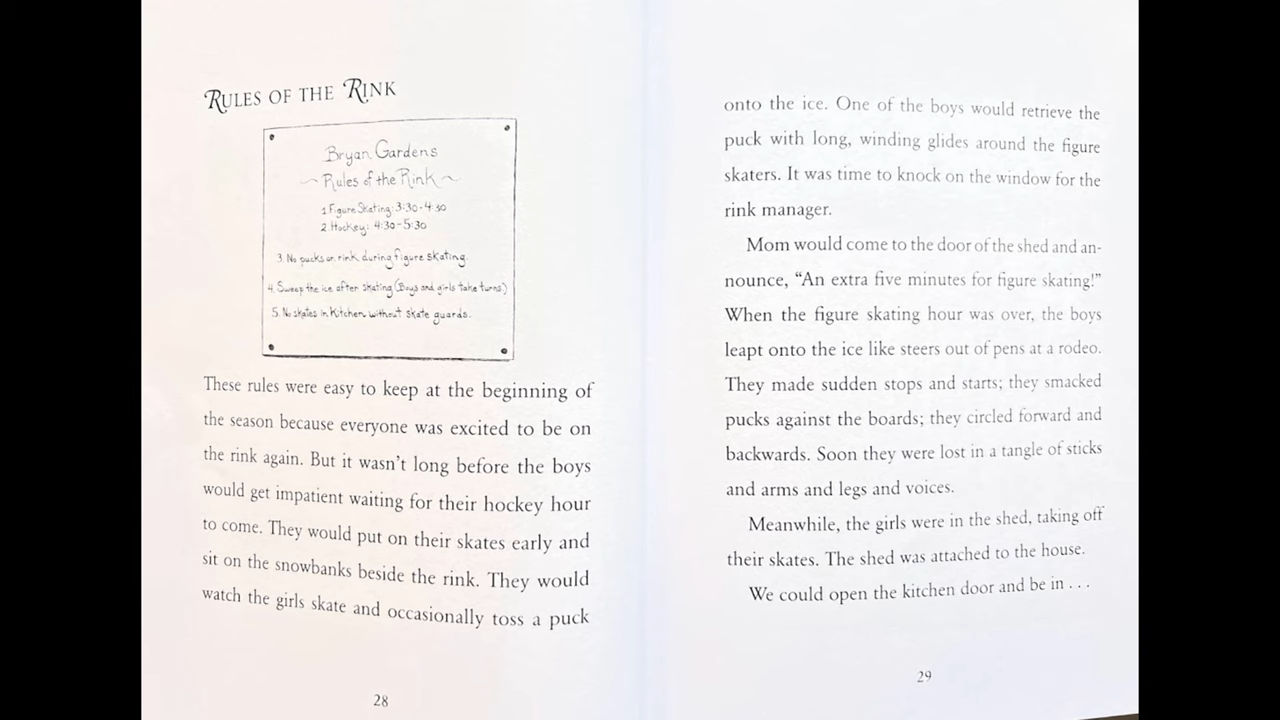 RULES OF THE RINK
Bryan Gardens
~ Rules of the Rink ~
1. Figure Skating: 3:30-4:30
2. Hockey: 4:30-5:30
3. No pucks on rink during figure skating.
4. Sweep the ice after skating (Boys and girls take turns)
5. No skates in Kitchen without skate guards.
These rules were easy to keep at the beginning of
the season because everyone was excited to be on
the rink again. But it wasn't long before the boys
would get impatient waiting for their hockey hour
to come. They would put on their skates early and
sit on the snowbanks beside the rink. They would
watch the girls skate and occasionally toss a puck
28
onto the ice. One of the boys would retrieve the
puck with long, winding glides around the figure
skaters. It was time to knock on the window for the
rink manager.
Mom would come to the door of the shed and an-
nounce, “An extra five minutes for figure skating!”
When the figure skating hour was over, the boys
leapt onto the ice like steers out of pens at a rodeo.
They made sudden stops and starts; they smacked
pucks against the boards; they circled forward and
backwards. Soon they were lost in a tangle of sticks
and arms and legs and voices.
Meanwhile, the girls were in the shed, taking off
their skates. The shed was attached to the house.
We could open the kitchen door and be in . . .
29